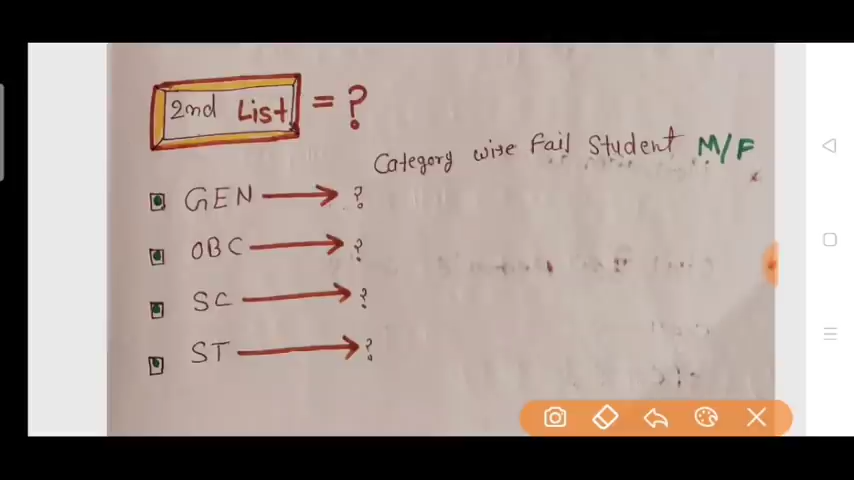 2nd List = ?
Category wise Fail Student M/F
GEN → ?
OBC → ?
SC → ?
ST → ?